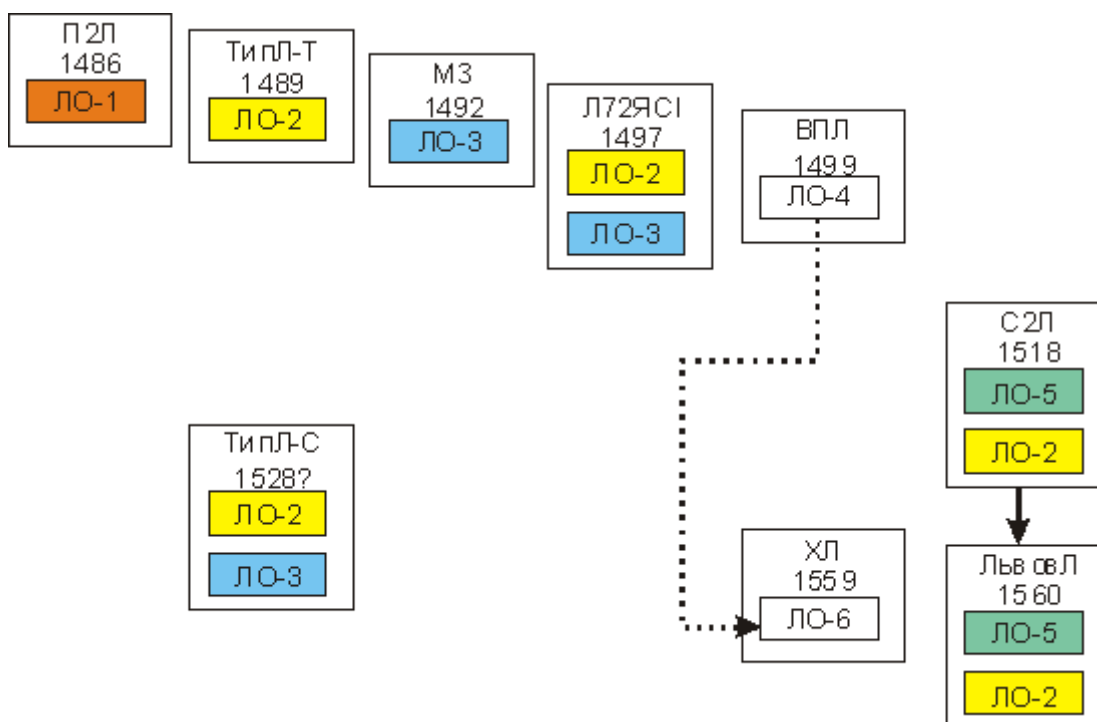 П2Л
1486
ЛО-1
ТипЛ-Т
1489
ЛО-2
МЗ
1492
ЛО-3
Л72ЯСІ
1497
ЛО-2
ЛО-3
ВПЛ
1499
ЛО-4
С2Л
1518
ЛО-5
ЛО-2
ТипЛ-С
1528?
ЛО-2
ЛО-3
ХЛ
1559
ЛО-6
ЛьвовЛ
1560
ЛО-5
ЛО-2